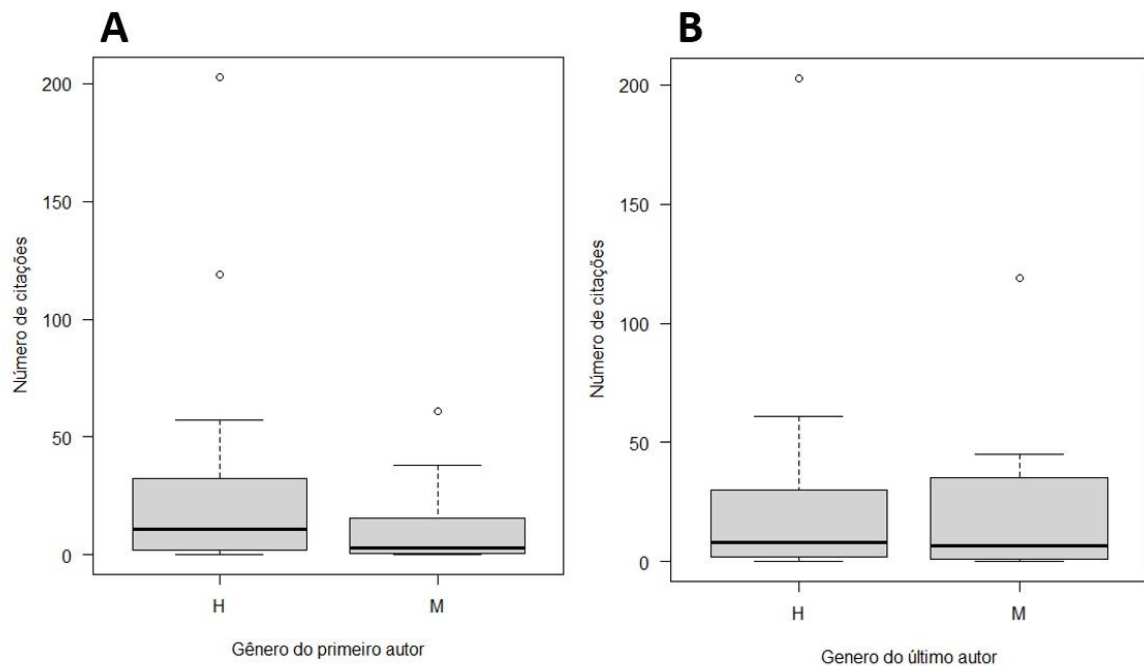 A
Número de citações
200
150
100
50
0
H
M
Gênero do primeiro autor
B
Número de citações
200
150
100
50
0
H
M
Genero do último autor